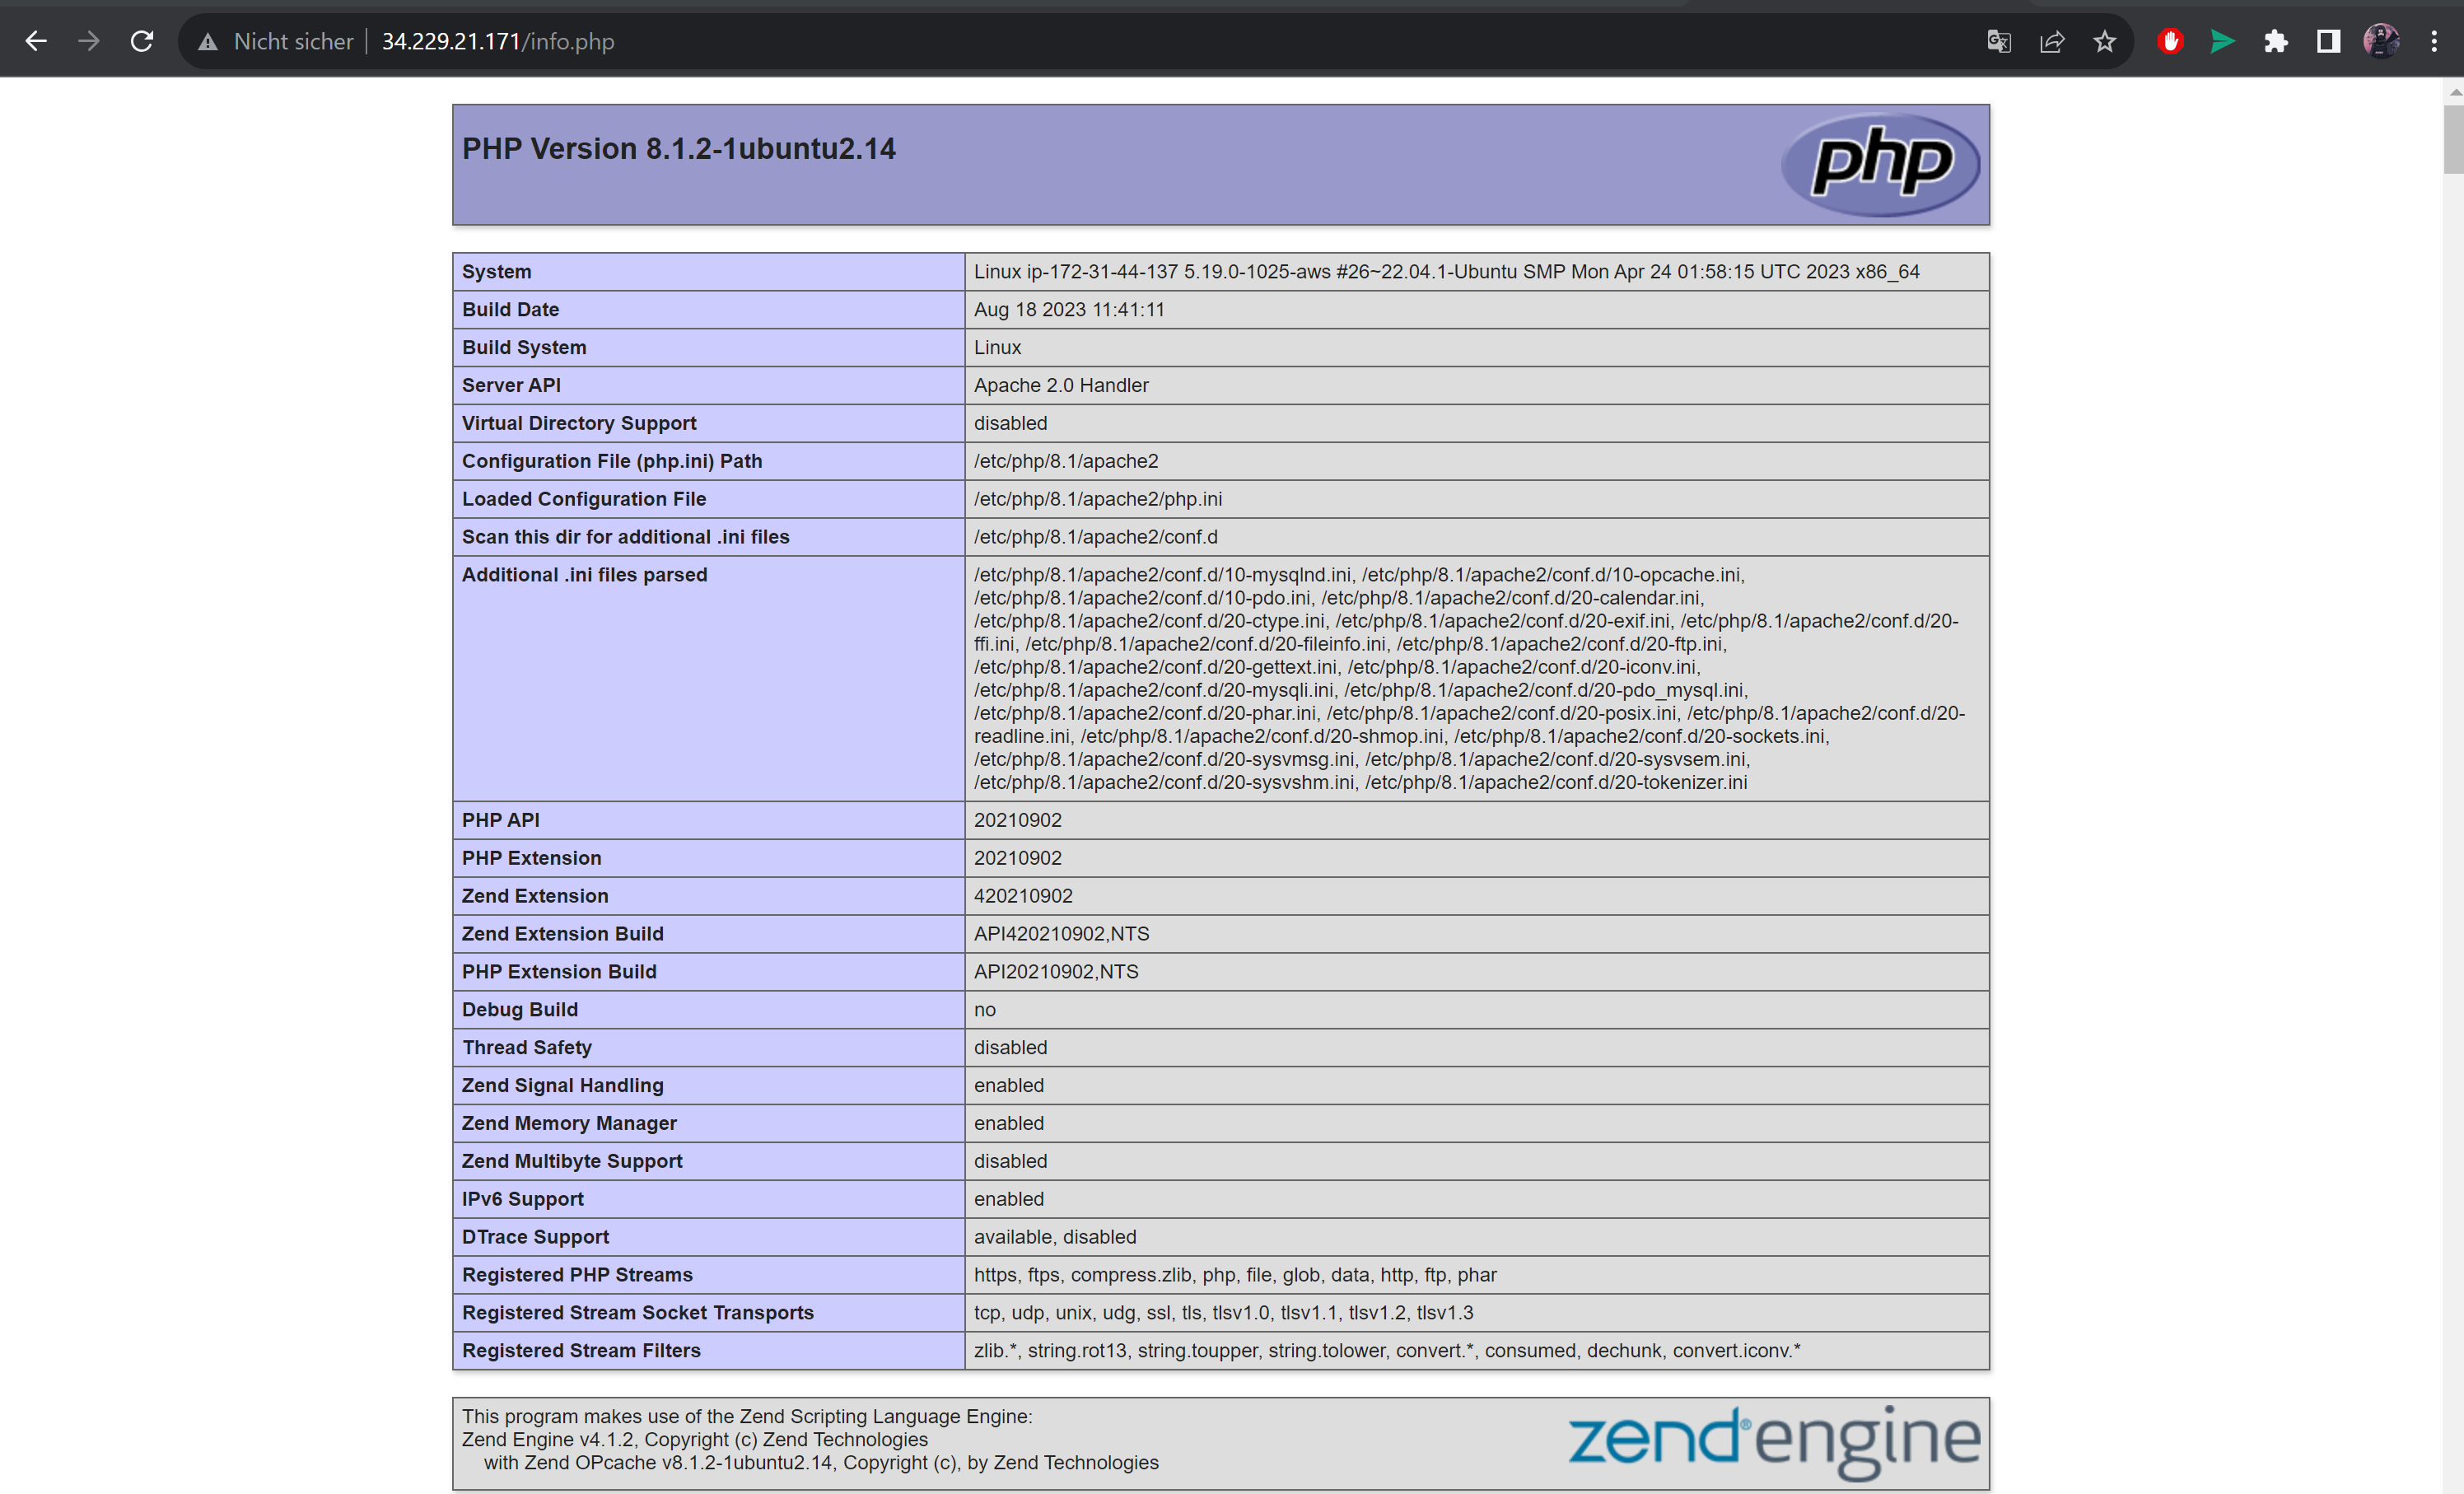 Nicht sicher 34.229.21.171/info.php
PHP Version 8.1.2-1ubuntu2.14
php
System Linux ip-172-31-44-137 5.19.0-1025-aws #26~22.04.1-Ubuntu SMP Mon Apr 24 01:58:15 UTC 2023 x86_64
Build Date Aug 18 2023 11:41:11
Build System Linux
Server API Apache 2.0 Handler
Virtual Directory Support disabled
Configuration File (php.ini) Path /etc/php/8.1/apache2
Loaded Configuration File /etc/php/8.1/apache2/php.ini
Scan this dir for additional .ini files /etc/php/8.1/apache2/conf.d
Additional .ini files parsed /etc/php/8.1/apache2/conf.d/10-mysqlnd.ini, /etc/php/8.1/apache2/conf.d/10-opcache.ini,
/etc/php/8.1/apache2/conf.d/10-pdo.ini, /etc/php/8.1/apache2/conf.d/20-calendar.ini,
/etc/php/8.1/apache2/conf.d/20-ctype.ini, /etc/php/8.1/apache2/conf.d/20-exif.ini, /etc/php/8.1/apache2/conf.d/20-
ffi.ini, /etc/php/8.1/apache2/conf.d/20-fileinfo.ini, /etc/php/8.1/apache2/conf.d/20-ftp.ini,
/etc/php/8.1/apache2/conf.d/20-gettext.ini, /etc/php/8.1/apache2/conf.d/20-iconv.ini,
/etc/php/8.1/apache2/conf.d/20-mysqli.ini, /etc/php/8.1/apache2/conf.d/20-pdo_mysql.ini,
/etc/php/8.1/apache2/conf.d/20-phar.ini, /etc/php/8.1/apache2/conf.d/20-posix.ini, /etc/php/8.1/apache2/conf.d/20-
readline.ini, /etc/php/8.1/apache2/conf.d/20-shmop.ini, /etc/php/8.1/apache2/conf.d/20-sockets.ini,
/etc/php/8.1/apache2/conf.d/20-sysvmsg.ini, /etc/php/8.1/apache2/conf.d/20-sysvsem.ini,
/etc/php/8.1/apache2/conf.d/20-sysvshm.ini, /etc/php/8.1/apache2/conf.d/20-tokenizer.ini
PHP API 20210902
PHP Extension 20210902
Zend Extension 420210902
Zend Extension Build API420210902,NTS
PHP Extension Build API20210902,NTS
Debug Build no
Thread Safety disabled
Zend Signal Handling enabled
Zend Memory Manager enabled
Zend Multibyte Support disabled
IPv6 Support enabled
DTrace Support available, disabled
Registered PHP Streams https, ftps, compress.zlib, php, file, glob, data, http, ftp, phar
Registered Stream Socket Transports tcp, udp, unix, udg, ssl, tls, tlsv1.0, tlsv1.1, tlsv1.2, tlsv1.3
Registered Stream Filters zlib.*, string.rot13, string.toupper, string.tolower, convert.*, consumed, dechunk, convert.iconv.*
This program makes use of the Zend Scripting Language Engine:
Zend Engine v4.1.2, Copyright (c) Zend Technologies
with Zend OPcache v8.1.2-1ubuntu2.14, Copyright (c), by Zend Technologies
zend® engine